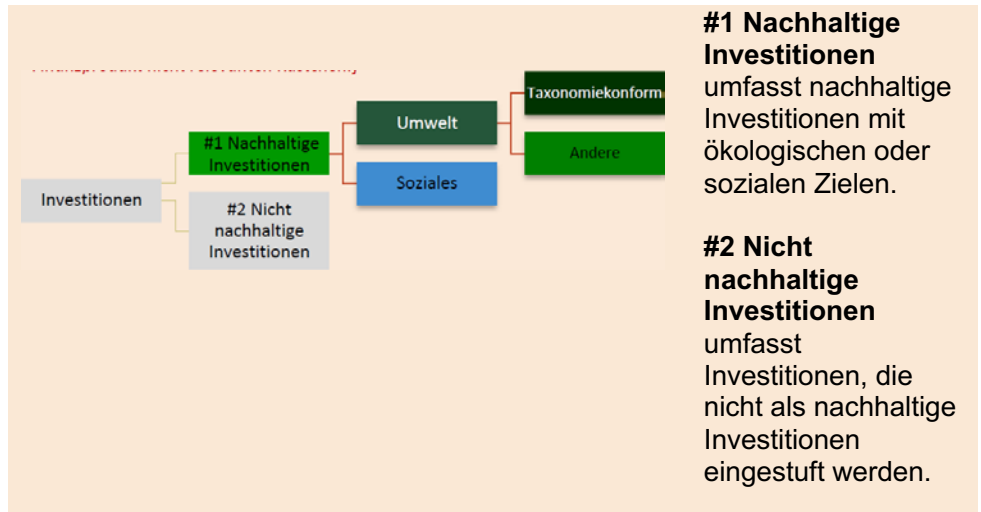 Taxonomiekonform
Umwelt
#1 Nachhaltige
Investitionen
Andere
Soziales
Investitionen
#2 Nicht
nachhaltige
Investitionen
#1 Nachhaltige
Investitionen
umfasst nachhaltige
Investitionen mit
ökologischen oder
sozialen Zielen.
#2 Nicht
nachhaltige
Investitionen
umfasst
Investitionen, die
nicht als nachhaltige
Investitionen
eingestuft werden.